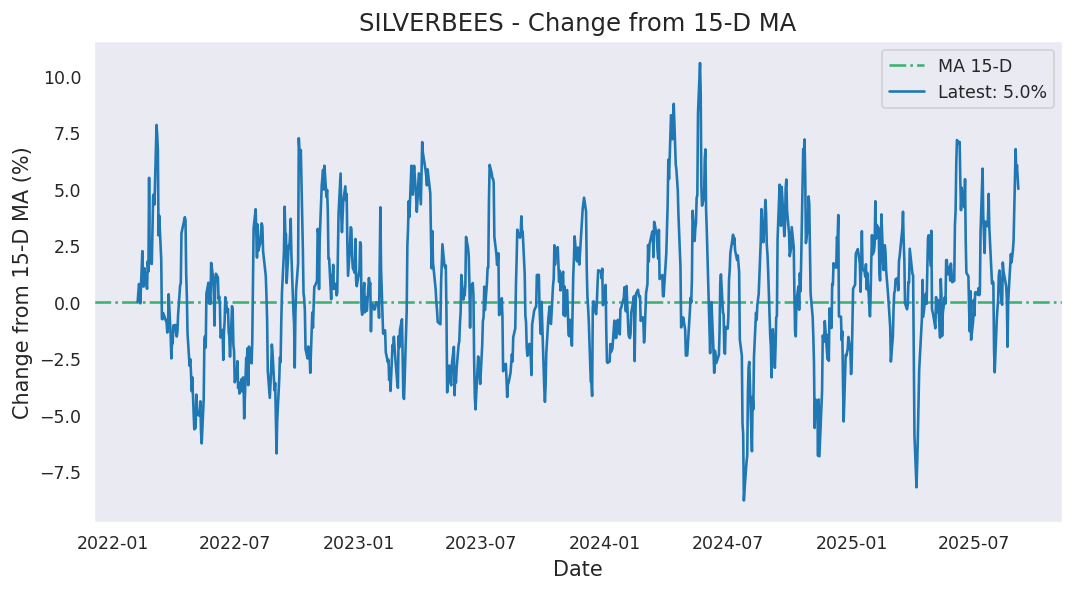 SILVERBEES - Change from 15-D MA
Change from 15-D MA (%)
10.0
7.5
5.0
2.5
0.0
−2.5
−5.0
−7.5
MA 15-D
Latest: 5.0%
2022-01 2022-07 2023-01 2023-07 2024-01 2024-07 2025-01 2025-07
Date